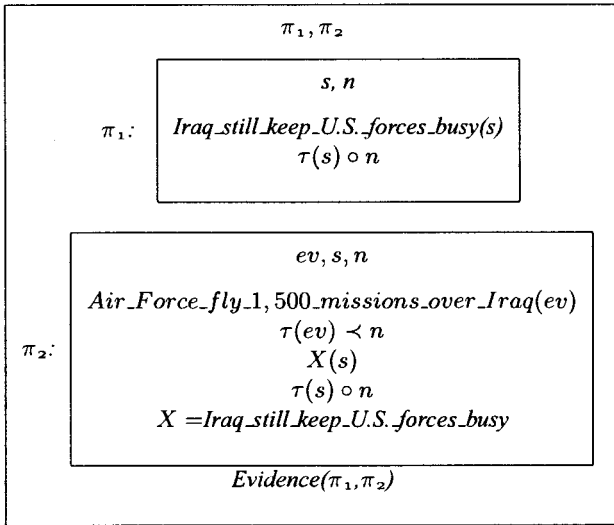 π₁, π₂
s, n
π₁:
Iraq_still_keep_U.S._forces_busy(s)
τ(s) ∘ n
ev, s, n
Air_Force_fly_1,500_missions_over_Iraq(ev)
τ(ev) ≺ n
π₂:
X(s)
τ(s) ∘ n
X =Iraq_still_keep_U.S._forces_busy
Evidence(π₁,π₂)